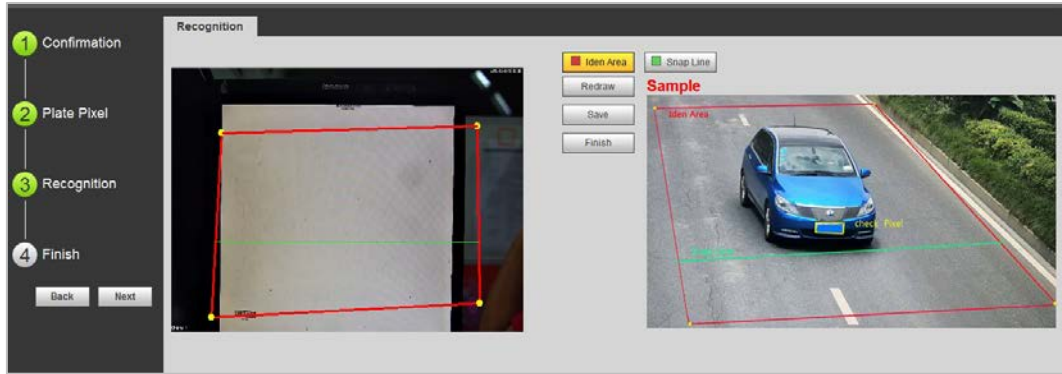 Recognition
1 Confirmation
2 Plate Pixel
3 Recognition
4 Finish
Back Next
Iden Area
Snap Line
Redraw
Save
Finish
Sample
Iden Area
check Pixel
lenovo